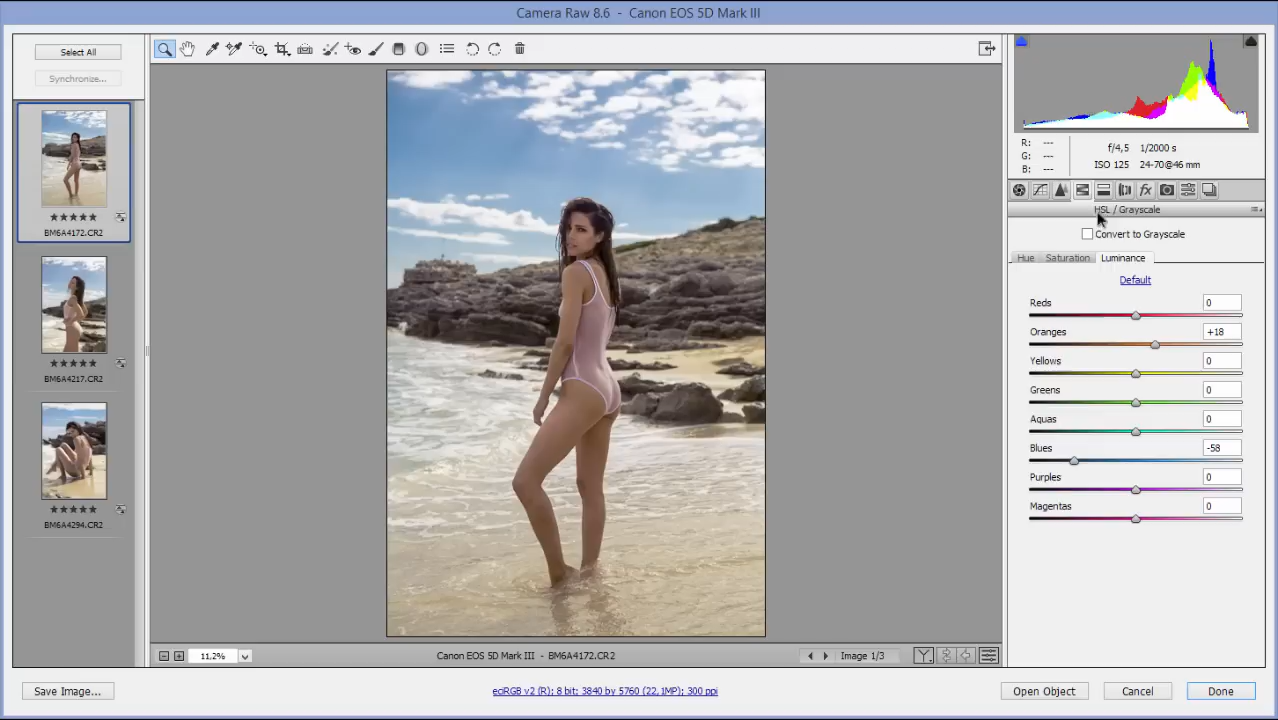 Camera Raw 8.6 - Canon EOS 5D Mark III
Select All
Synchronize...
★★★★★
BM6A4172.CR2
★★★★★
BM6A4217.CR2
★★★★★
BM6A4294.CR2
R: ---
G: ---
B: ---
f/4,5 1/2000 s
ISO 125 24-70@46 mm
fx
HSL / Grayscale
Convert to Grayscale
Hue Saturation Luminance
Default
Reds 0
Oranges +18
Yellows 0
Greens 0
Aquas 0
Blues -58
Purples 0
Magentas 0
11,2%
Canon EOS 5D Mark III - BM6A4172.CR2
Image 1/3
Y
Save Image...
eciRGB v2 (R); 8 bit; 3840 by 5760 (22,1MP); 300 ppi
Open Object
Cancel
Done